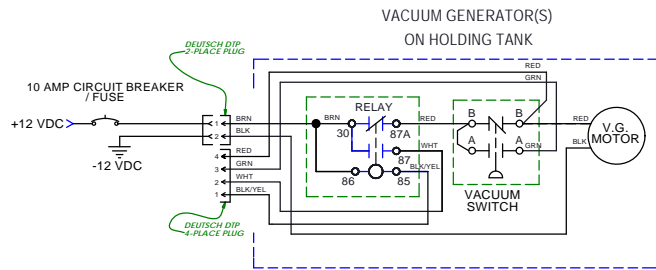 VACUUM GENERATOR(S)
ON HOLDING TANK
DEUTSCH DTP
2-PLACE PLUG
10 AMP CIRCUIT BREAKER
/ FUSE
+12 VDC
-12 VDC
1
2
BRN
BLK
4
3
2
1
RED
GRN
WHT
BLK/YEL
DEUTSCH DTP
4-PLACE PLUG
RELAY
BRN
30
87A
87
86
85
RED
WHT
BLK/YEL
RED
GRN
B
B
A
A
GRN
VACUUM
SWITCH
RED
BLK
V.G.
MOTOR